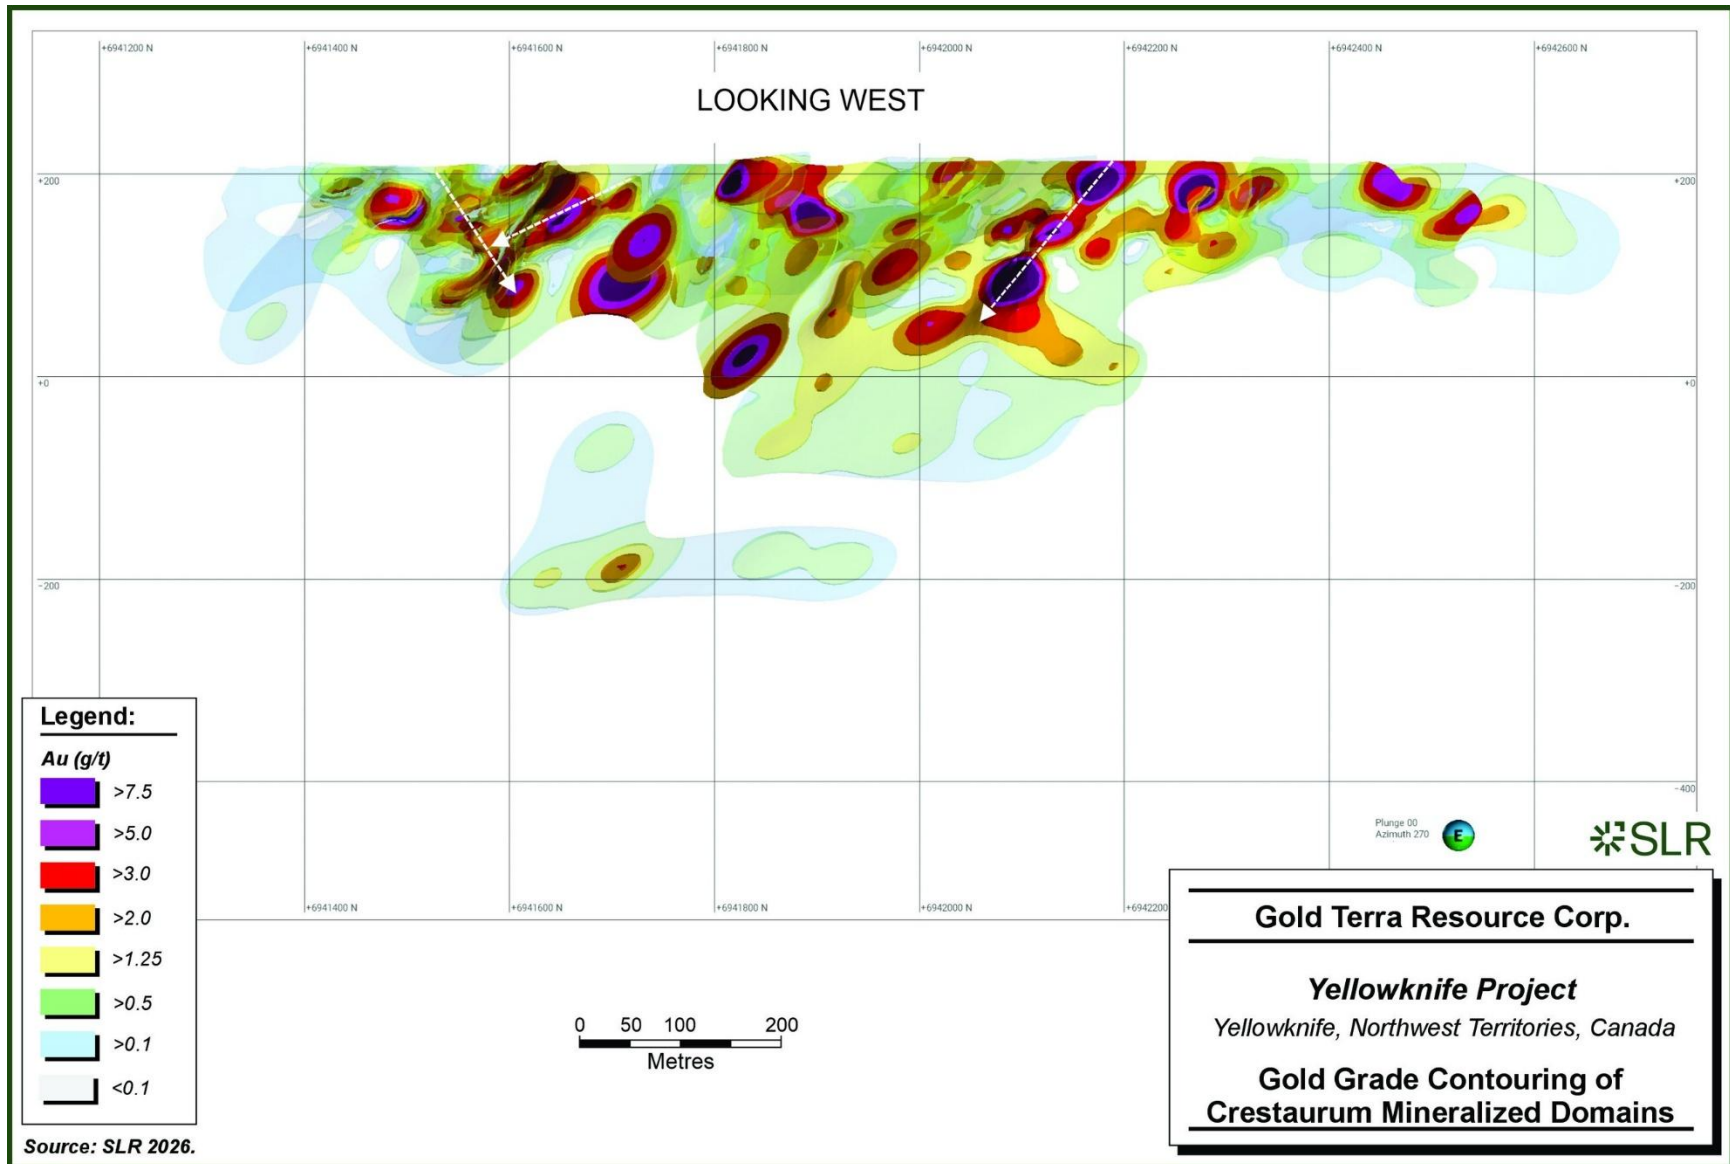 +6941200 N +6941400 N +6941600 N +6941800 N +6942000 N +6942200 N +6942400 N +6942600 N
LOOKING WEST
+200 +200
+0 +0
-200 -200
-400
Legend:
Au (g/t)
>7.5
>5.0
>3.0
>2.0
>1.25
>0.5
>0.1
<0.1
Source: SLR 2026.
Plunge 00
Azimuth 270
E
SLR
+6941400 N +6941600 N +6941800 N +6942000 N +6942200
0 50 100 200
Metres
Gold Terra Resource Corp.
Yellowknife Project
Yellowknife, Northwest Territories, Canada
Gold Grade Contouring of
Crestaurum Mineralized Domains